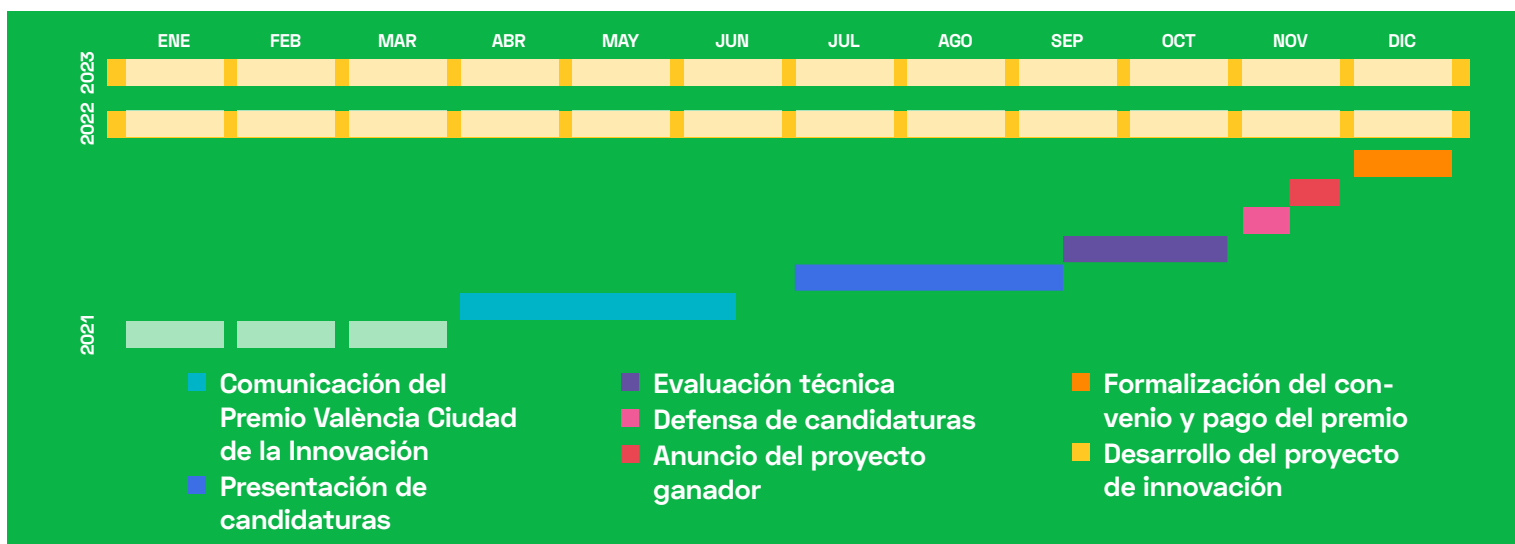 ENE FEB MAR ABR MAY JUN JUL AGO SEP OCT NOV DIC
2023
2022
2021
Comunicación del
Premio València Ciudad
de la Innovación
Presentación de
candidaturas
Evaluación técnica
Defensa de candidaturas
Anuncio del proyecto
ganador
Formalización del con-
venio y pago del premio
Desarrollo del proyecto
de innovación